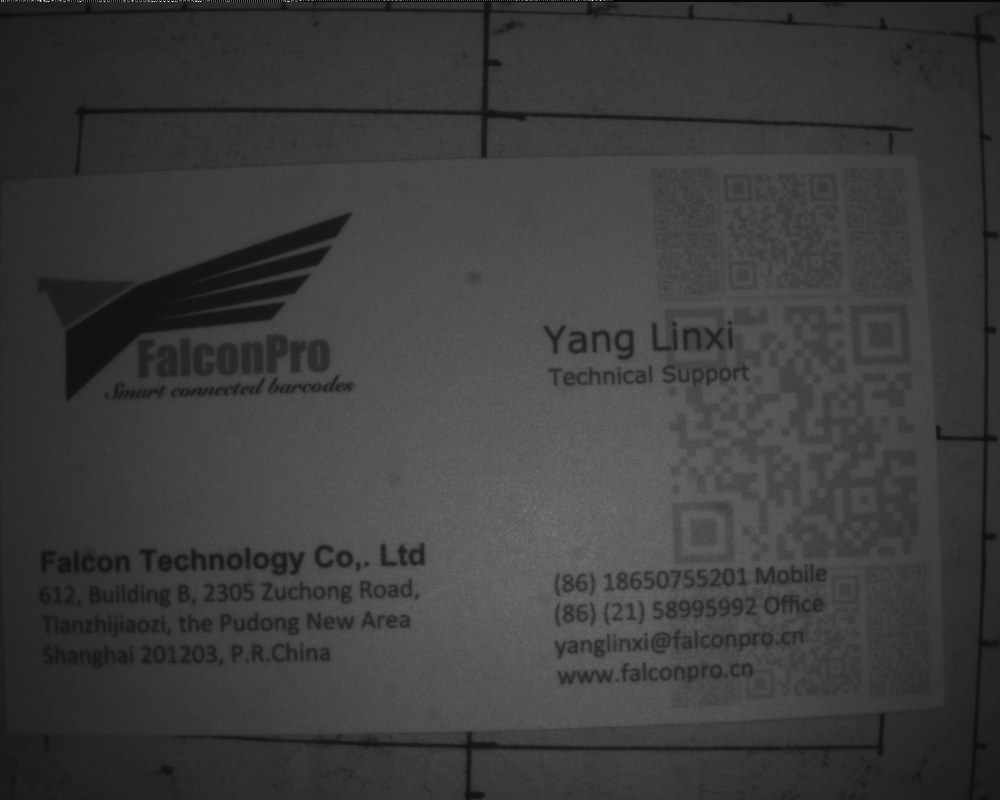 FalconPro
Smart connected barcodes
Yang Linxi
Technical Support
Falcon Technology Co,. Ltd
612, Building B, 2305 Zuchong Road,
Tianzhijiaozi, the Pudong New Area
Shanghai 201203, P.R.China
(86) 18650755201 Mobile
(86) (21) 58995992 Office
yanglinxi@falconpro.cn
www.falconpro.cn